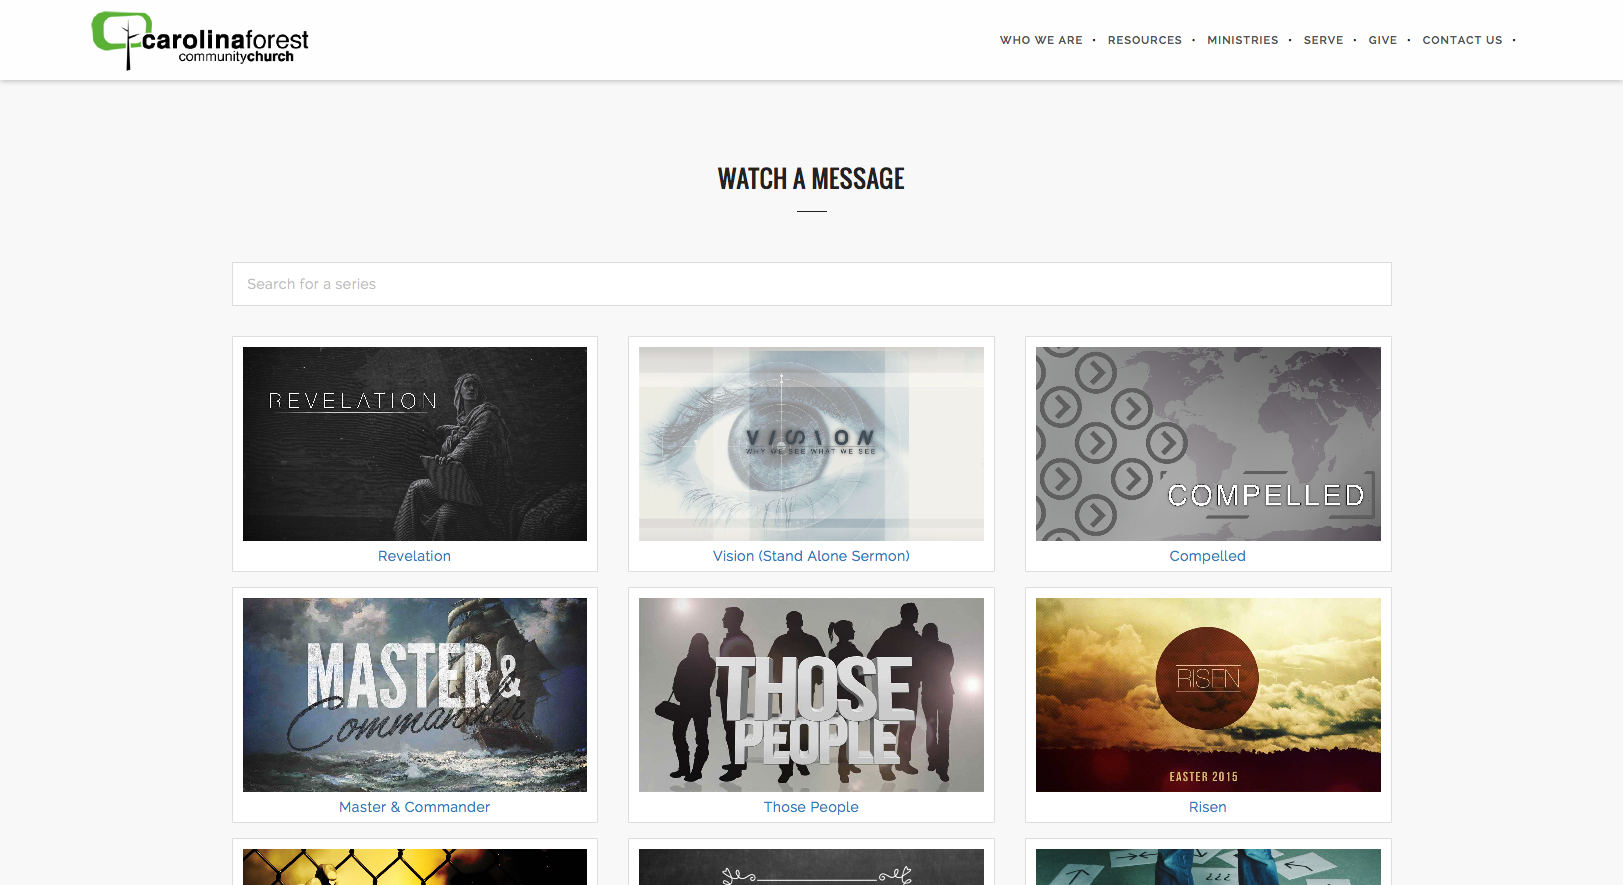 carolinaforest
communitychurch
WHO WE ARE • RESOURCES • MINISTRIES • SERVE • GIVE • CONTACT US •
WATCH A MESSAGE
Search for a series
REVELATION
VISION
WHY WE SEE WHAT WE SEE
COMPELLED
Revelation
Vision (Stand Alone Sermon)
Compelled
MASTER &
Commander
THOSE
PEOPLE
RISEN
EASTER 2015
Master & Commander
Those People
Risen
¿¿¿